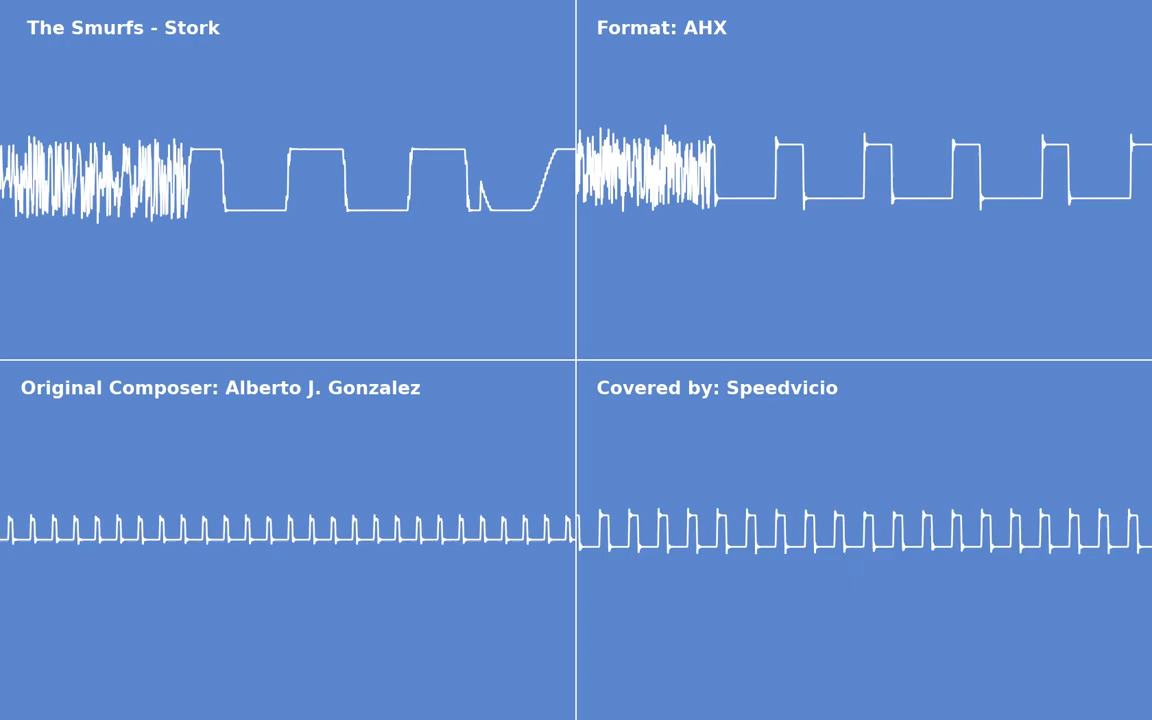 The Smurfs - Stork
Format: AHX
Original Composer: Alberto J. Gonzalez
Covered by: Speedvicio